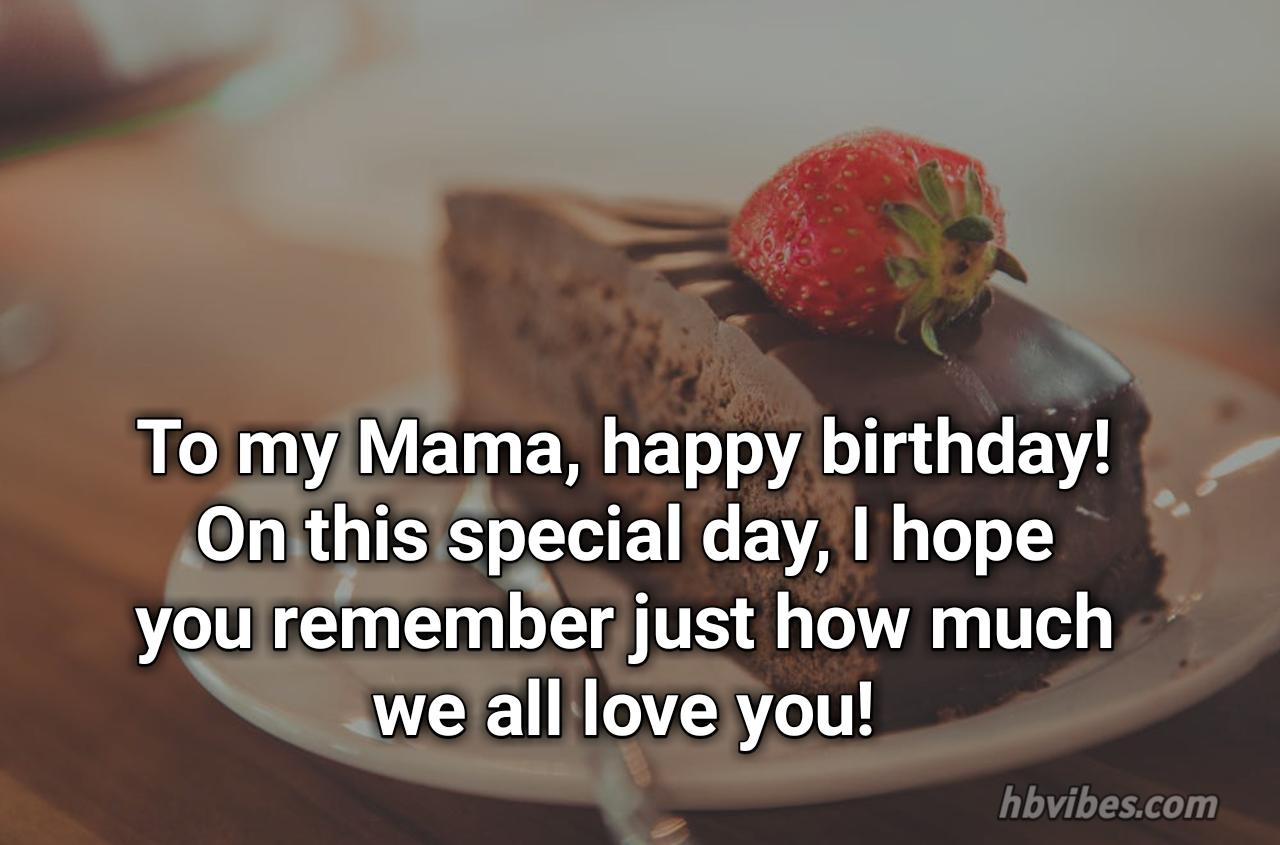 To my Mama, happy birthday!
On this special day, I hope
you remember just how much
we all love you!
hbvibes.com